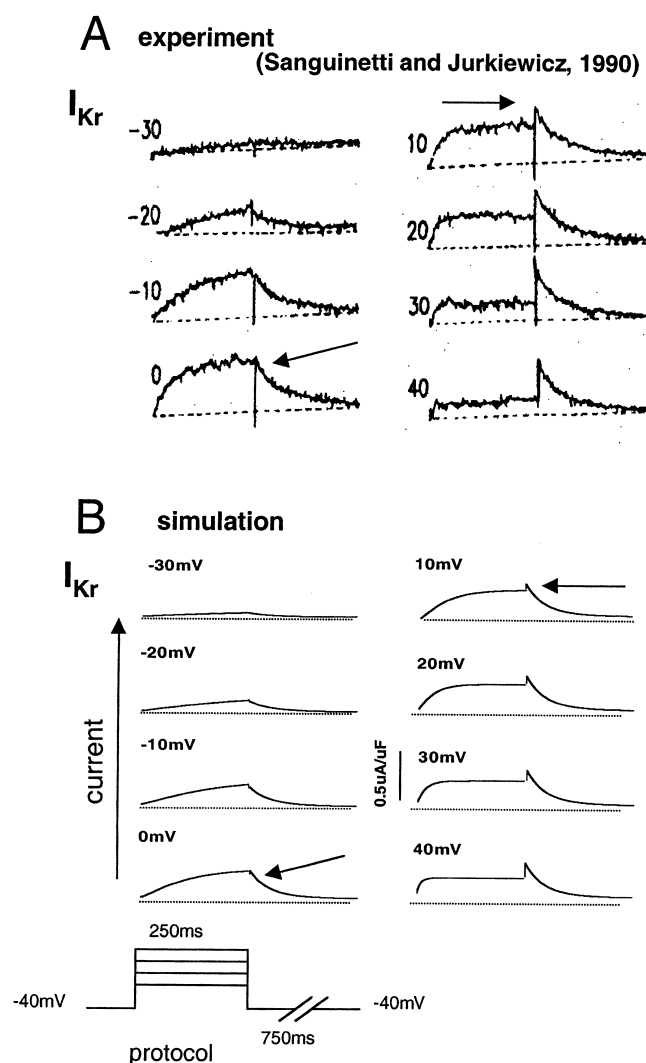 A experiment
(Sanguinetti and Jurkiewicz, 1990)
IKr
-30
-20
-10
0
10
20
30
40
B simulation
IKr
current
-30mV
-20mV
-10mV
0mV
10mV
20mV
0.5uA/uF
30mV
40mV
250ms
-40mV
-40mV
750ms
protocol